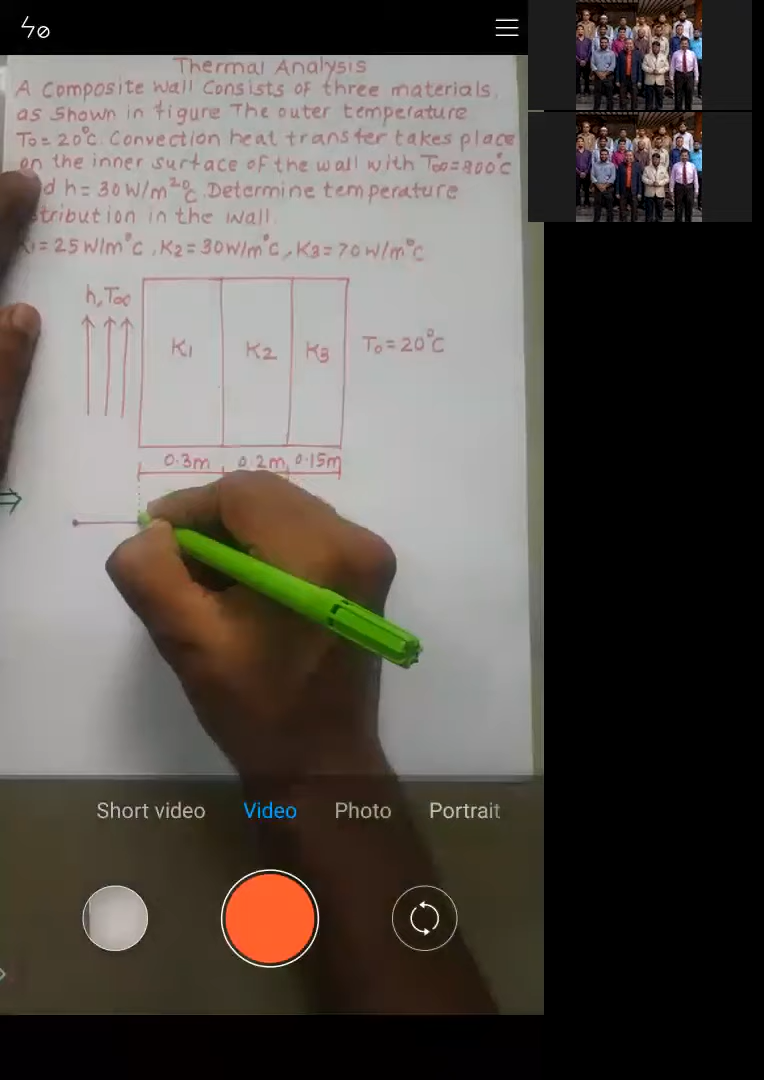 Thermal Analysis
A Composite wall Consists of three materials,
as shown in figure The outer temperature
To = 20°C. Convection heat transfer takes place
on the inner surface of the wall with T∞=800°C
d h = 30 W/m²°C. Determine temperature
stribution in the wall.
K1 = 25 W/m°C, K2 = 30 W/m°C, K3 = 70 W/m°C
h, T∞
K1 K2 K3 To = 20°C
0.3m 0.2m 0.15m
Short video Video Photo Portrait